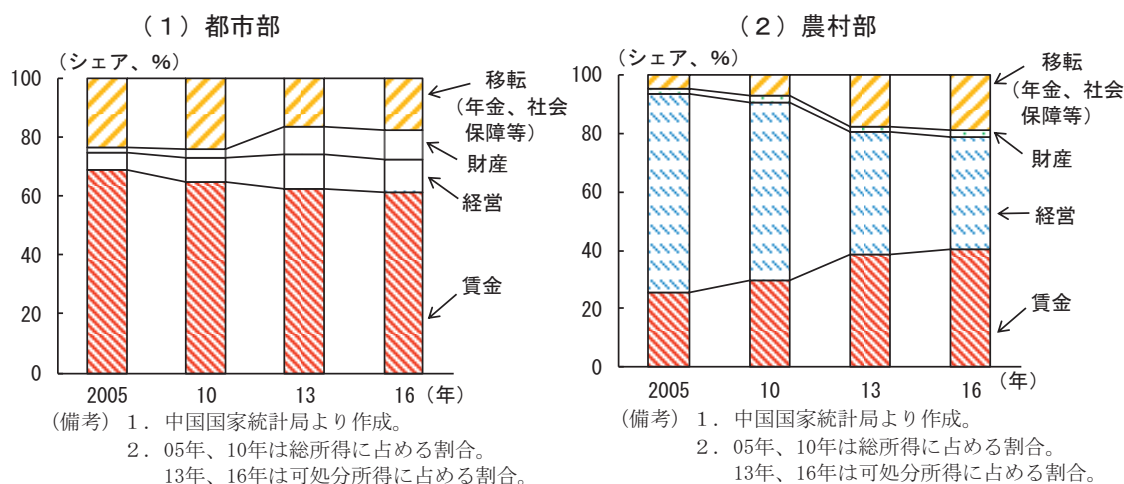 （１）都市部
（シェア、％）
100
80
60
40
20
0
2005
10
13
16
（年）
移転
（年金、社会
保障等）
財産
経営
賃金
（備考）１．中国国家統計局より作成。
２．05年、10年は総所得に占める割合。
13年、16年は可処分所得に占める割合。
（２）農村部
（シェア、％）
100
80
60
40
20
0
2005
10
13
16
（年）
移転
（年金、社会
保障等）
財産
経営
賃金
（備考）１．中国国家統計局より作成。
２．05年、10年は総所得に占める割合。
13年、16年は可処分所得に占める割合。